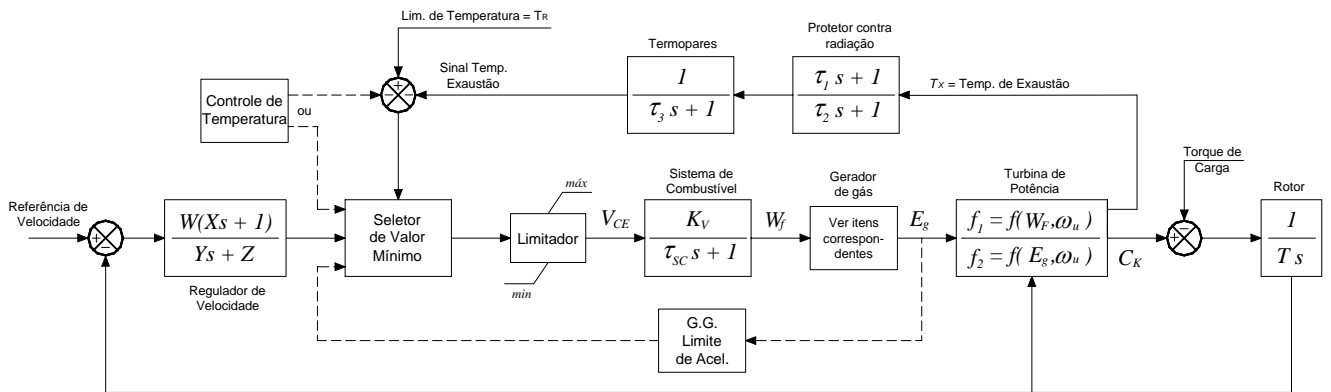 Lim. de Temperatura = TR
Termopares
Protetor contra
radiação
Sinal Temp.
Exaustão
1
τ3 s + 1
τ1 s + 1
τ2 s + 1
Tx = Temp. de Exaustão
Controle de
Temperatura
ou
+
-
-
Torque de
Carga
Referência de
Velocidade
+
-
W(Xs + 1)
Ys + Z
Regulador de
Velocidade
Seletor
de Valor
Mínimo
máx
Limitador
min
VCE
Sistema de
Combustível
KV
τSC s + 1
Wf
Gerador
de gás
Ver itens
correspon-
dentes
Eg
Turbina de
Potência
f1 = f(WF,ωu)
f2 = f( Eg,ωu)
CK
+
-
Rotor
1
T s
G.G.
Limite
de Acel.